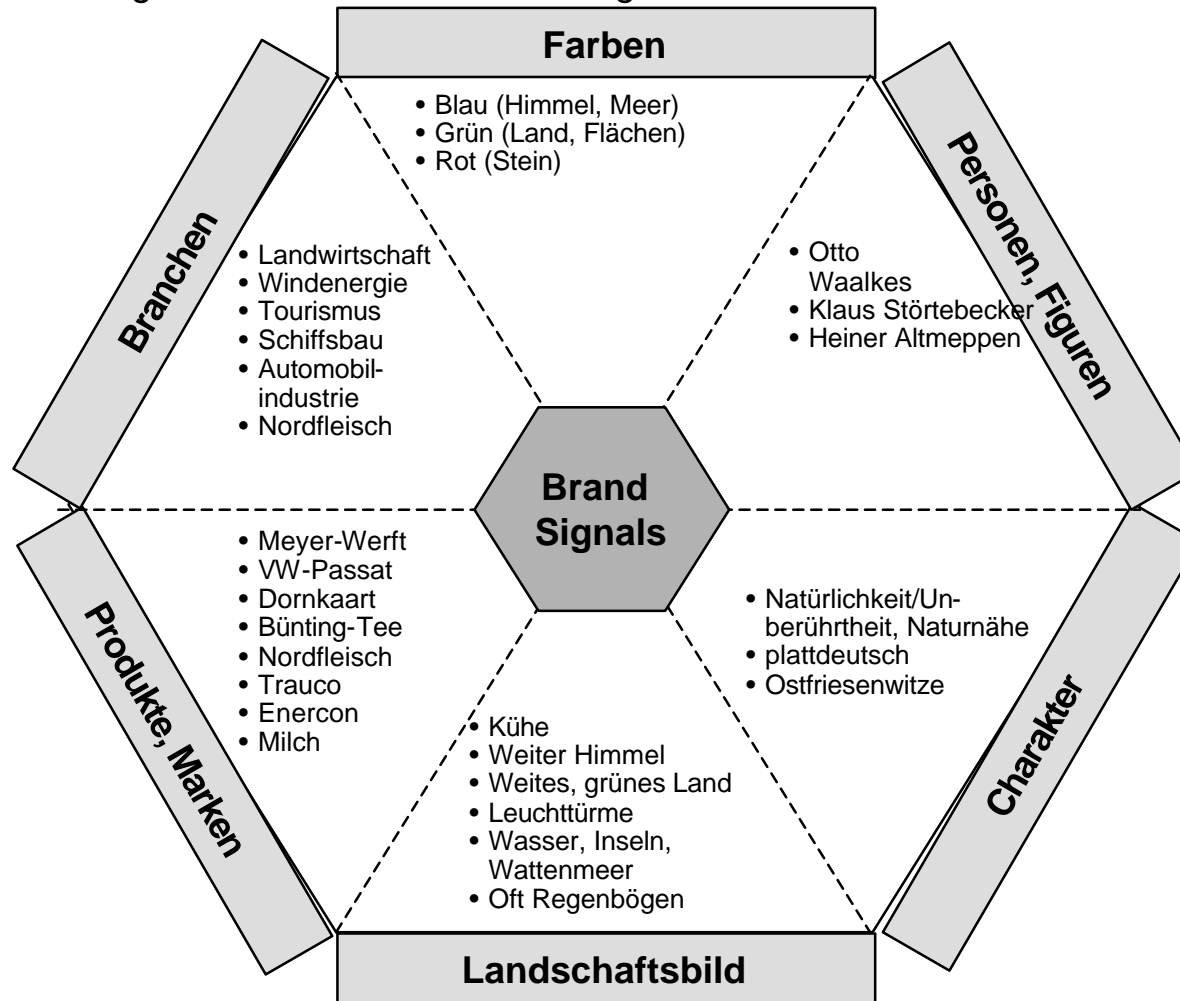 Farben
• Blau (Himmel, Meer)
• Grün (Land, Flächen)
• Rot (Stein)
Personen, Figuren
• Otto
Waalkes
• Klaus Störtebecker
• Heiner Altmeppen
Branchen
• Landwirtschaft
• Windenergie
• Tourismus
• Schiffsbau
• Automobil-
industrie
• Nordfleisch
Brand
Signals
Produkte, Marken
• Meyer-Werft
• VW-Passat
• Dornkaart
• Bünting-Tee
• Nordfleisch
• Trauco
• Enercon
• Milch
Charakter
• Natürlichkeit/Un-
berührtheit, Naturnähe
• plattdeutsch
• Ostfriesenwitze
• Kühe
• Weiter Himmel
• Weites, grünes Land
• Leuchttürme
• Wasser, Inseln,
Wattenmeer
• Oft Regenbögen
Landschaftsbild